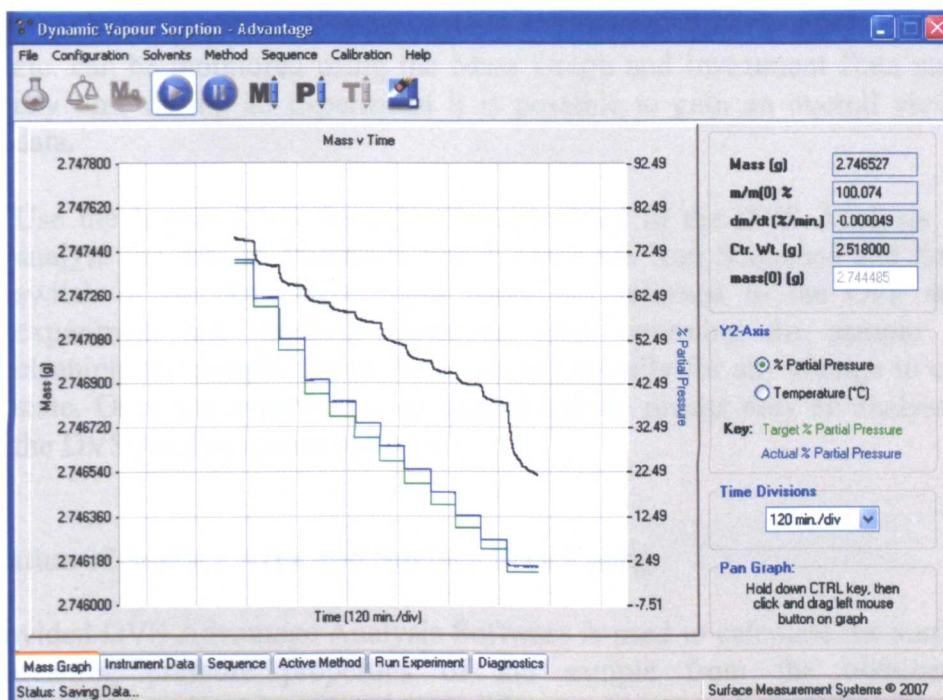 Dynamic Vapour Sorption - Advantage
File Configuration Solvents Method Sequence Calibration Help
M P T
Mass v Time
2.747800
2.747620
2.747440
2.747260
2.747080
2.746900
2.746720
2.746540
2.746360
2.746180
2.746000
Mass (g)
92.49
82.49
72.49
62.49
52.49
42.49
32.49
22.49
12.49
2.49
-7.51
% Partial Pressure
Time (120 min./div)
Mass (g) 2.746527
m/m(0) % 100.074
dm/dt (%/min.) -0.000049
Ctr. Wt. (g) 2.518000
mass(0) (g) 2.744485
Y2-Axis
% Partial Pressure
Temperature (°C)
Key: Target % Partial Pressure
Actual % Partial Pressure
Time Divisions
120 min./div
Pan Graph:
Hold down CTRL key, then
click and drag left mouse
button on graph
Mass Graph Instrument Data Sequence Active Method Run Experiment Diagnostics
Status: Saving Data... Surface Measurement Systems © 2007